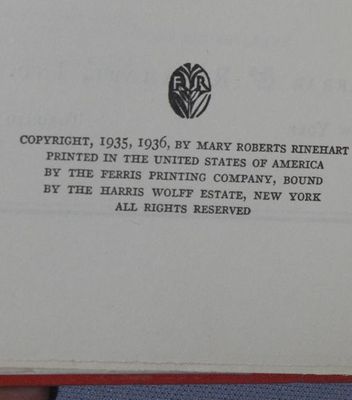 FR
COPYRIGHT, 1935, 1936, BY MARY ROBERTS RINEHART
PRINTED IN THE UNITED STATES OF AMERICA
BY THE FERRIS PRINTING COMPANY, BOUND
BY THE HARRIS WOLFF ESTATE, NEW YORK
ALL RIGHTS RESERVED